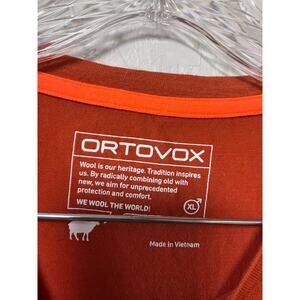 ORTOVOX
Wool is our heritage. Tradition inspires
us. By radically combining old with
new, we aim for unprecedented
protection and comfort.
WE WOOL THE WORLD!
XL
Made in Vietnam